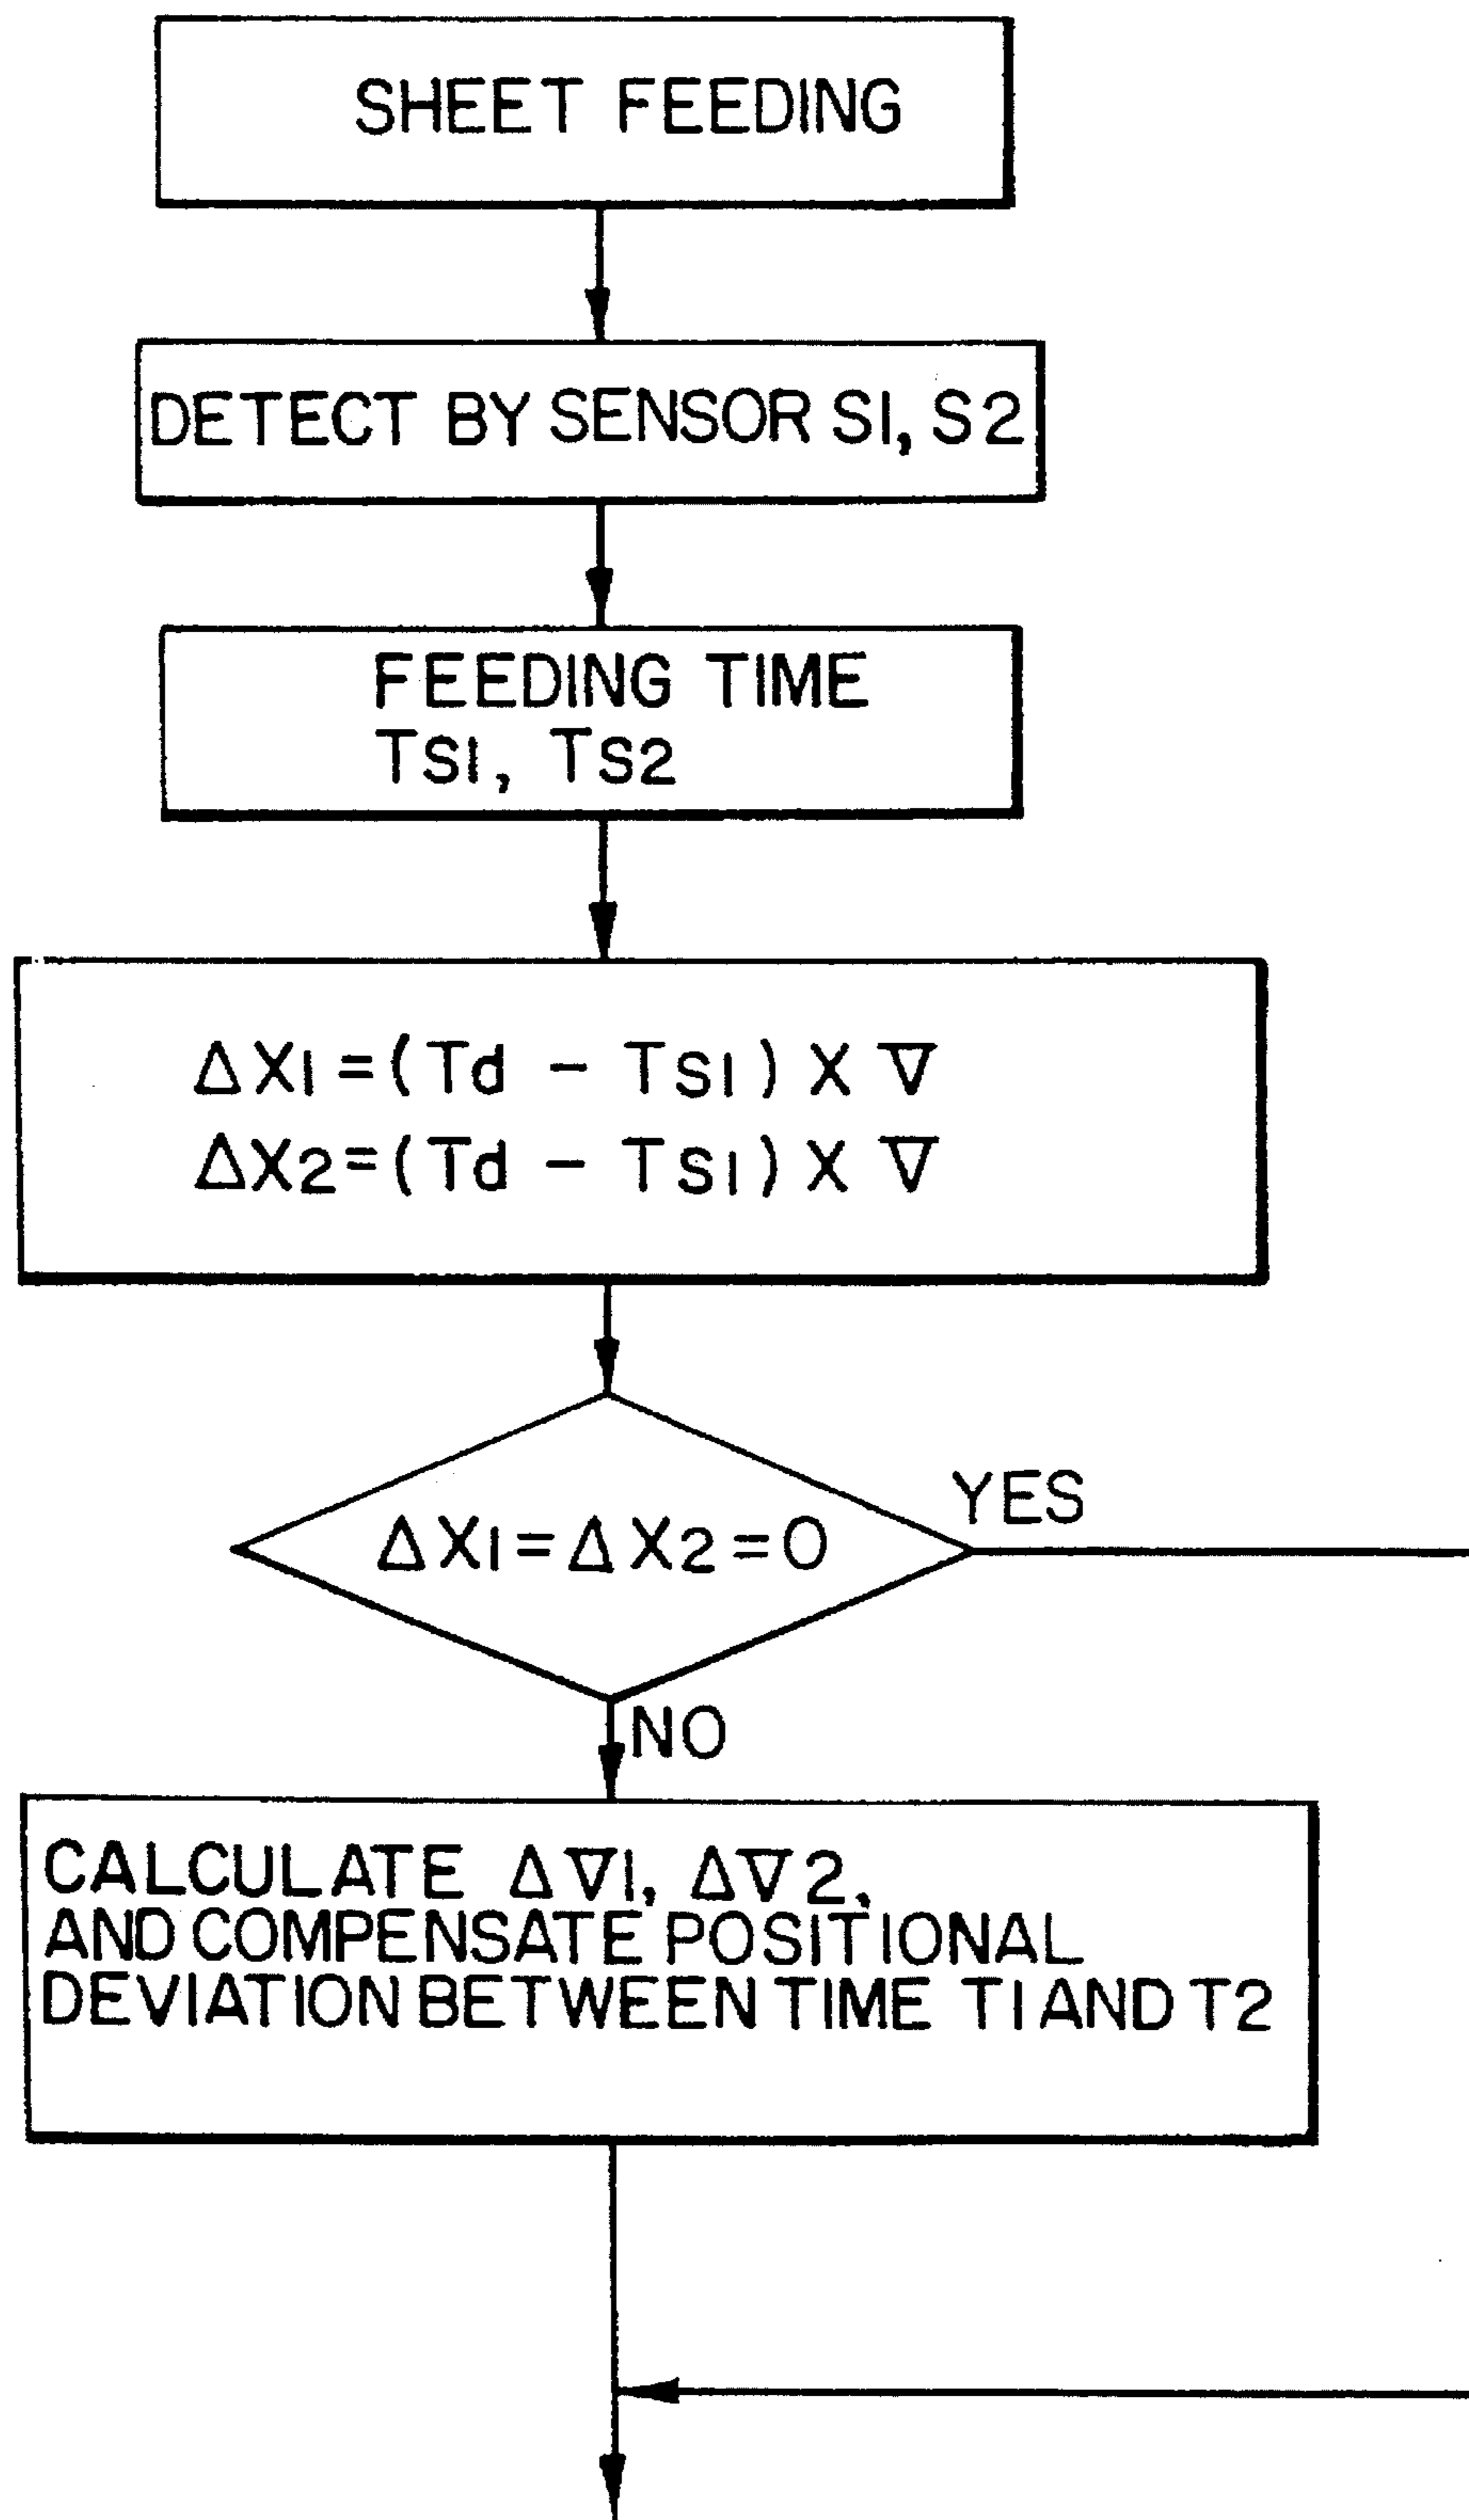 SHEET FEEDING
DETECT BY SENSOR S1, S2
FEEDING TIME
TS1, TS2
ΔX1=(Td - TS1) X V
ΔX2=(Td - TS1) X V
ΔX1=ΔX2=0
YES
NO
CALCULATE ΔV1, ΔV2,
AND COMPENSATE POSITIONAL
DEVIATION BETWEEN TIME T1 AND T2